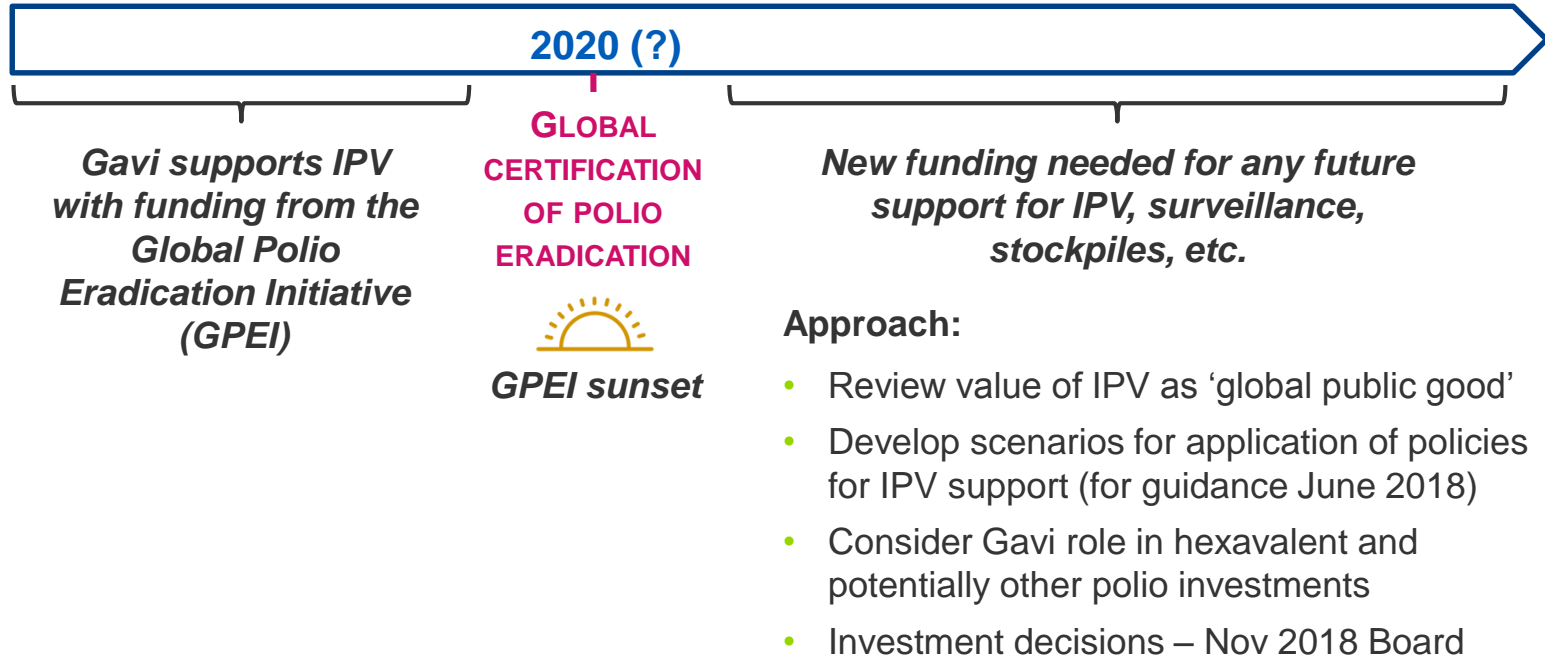 2020 (?)
Gavi supports IPV
with funding from the
Global Polio
Eradication Initiative
(GPEI)
GLOBAL
CERTIFICATION
OF POLIO
ERADICATION
GPEI sunset
New funding needed for any future
support for IPV, surveillance,
stockpiles, etc.
Approach:
• Review value of IPV as ‘global public good’
• Develop scenarios for application of policies
for IPV support (for guidance June 2018)
• Consider Gavi role in hexavalent and
potentially other polio investments
• Investment decisions – Nov 2018 Board